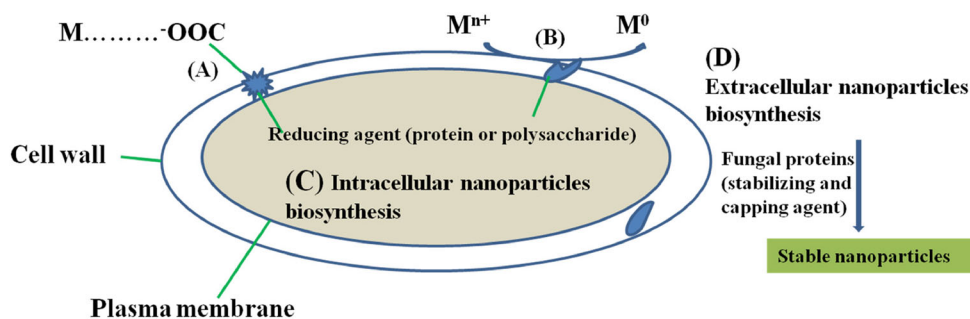 M.........-OOC
(A)
Mⁿ⁺
(B)
M⁰
(D)
Extracellular nanoparticles
biosynthesis
Reducing agent (protein or polysaccharide)
Cell wall
(C) Intracellular nanoparticles
biosynthesis
Fungal proteins
(stabilizing and
capping agent)
Stable nanoparticles
Plasma membrane